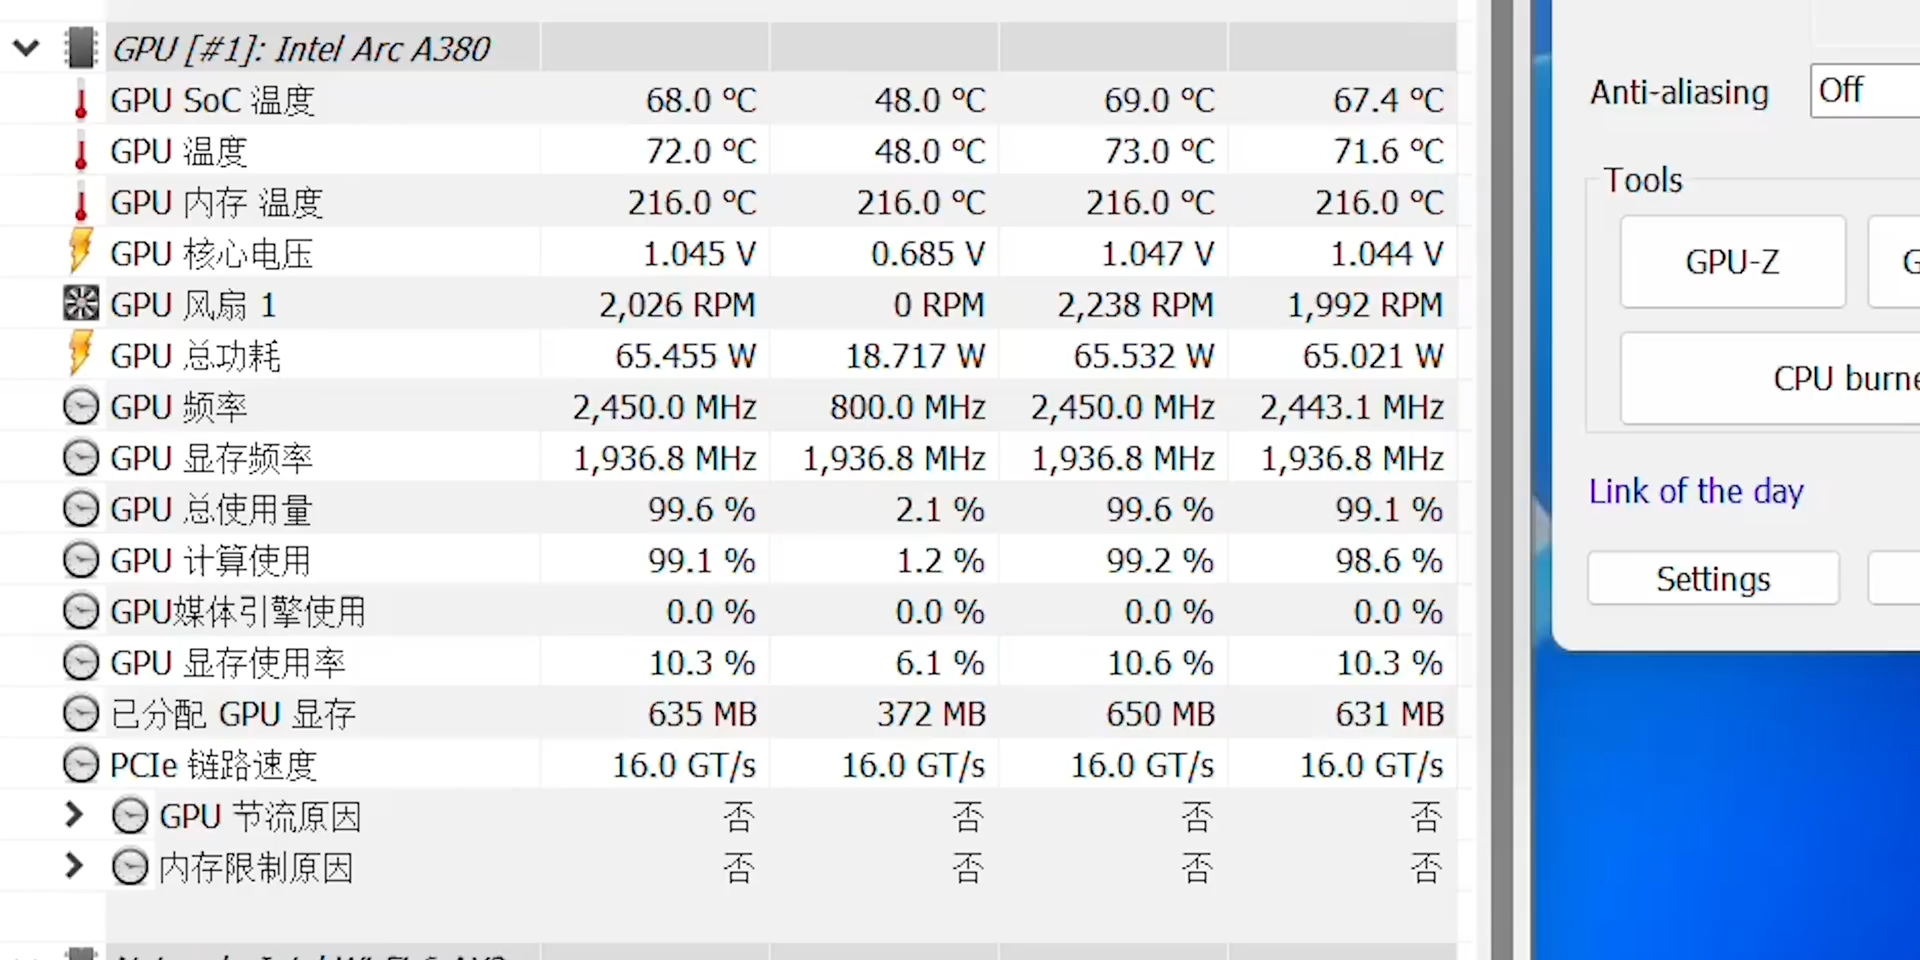 GPU [#1]: Intel Arc A380
GPU SoC 温度 68.0 °C 48.0 °C 69.0 °C 67.4 °C
GPU 温度 72.0 °C 48.0 °C 73.0 °C 71.6 °C
GPU 内存 温度 216.0 °C 216.0 °C 216.0 °C 216.0 °C
GPU 核心电压 1.045 V 0.685 V 1.047 V 1.044 V
GPU 风扇 1 2,026 RPM 0 RPM 2,238 RPM 1,992 RPM
GPU 总功耗 65.455 W 18.717 W 65.532 W 65.021 W
GPU 频率 2,450.0 MHz 800.0 MHz 2,450.0 MHz 2,443.1 MHz
GPU 显存频率 1,936.8 MHz 1,936.8 MHz 1,936.8 MHz 1,936.8 MHz
GPU 总使用量 99.6 % 2.1 % 99.6 % 99.1 %
GPU 计算使用 99.1 % 1.2 % 99.2 % 98.6 %
GPU媒体引擎使用 0.0 % 0.0 % 0.0 % 0.0 %
GPU 显存使用率 10.3 % 6.1 % 10.6 % 10.3 %
已分配 GPU 显存 635 MB 372 MB 650 MB 631 MB
PCIe 链路速度 16.0 GT/s 16.0 GT/s 16.0 GT/s 16.0 GT/s
GPU 节流原因 否 否 否 否
内存限制原因 否 否 否 否
Anti-aliasing Off
Tools
GPU-Z
CPU burne
Link of the day
Settings